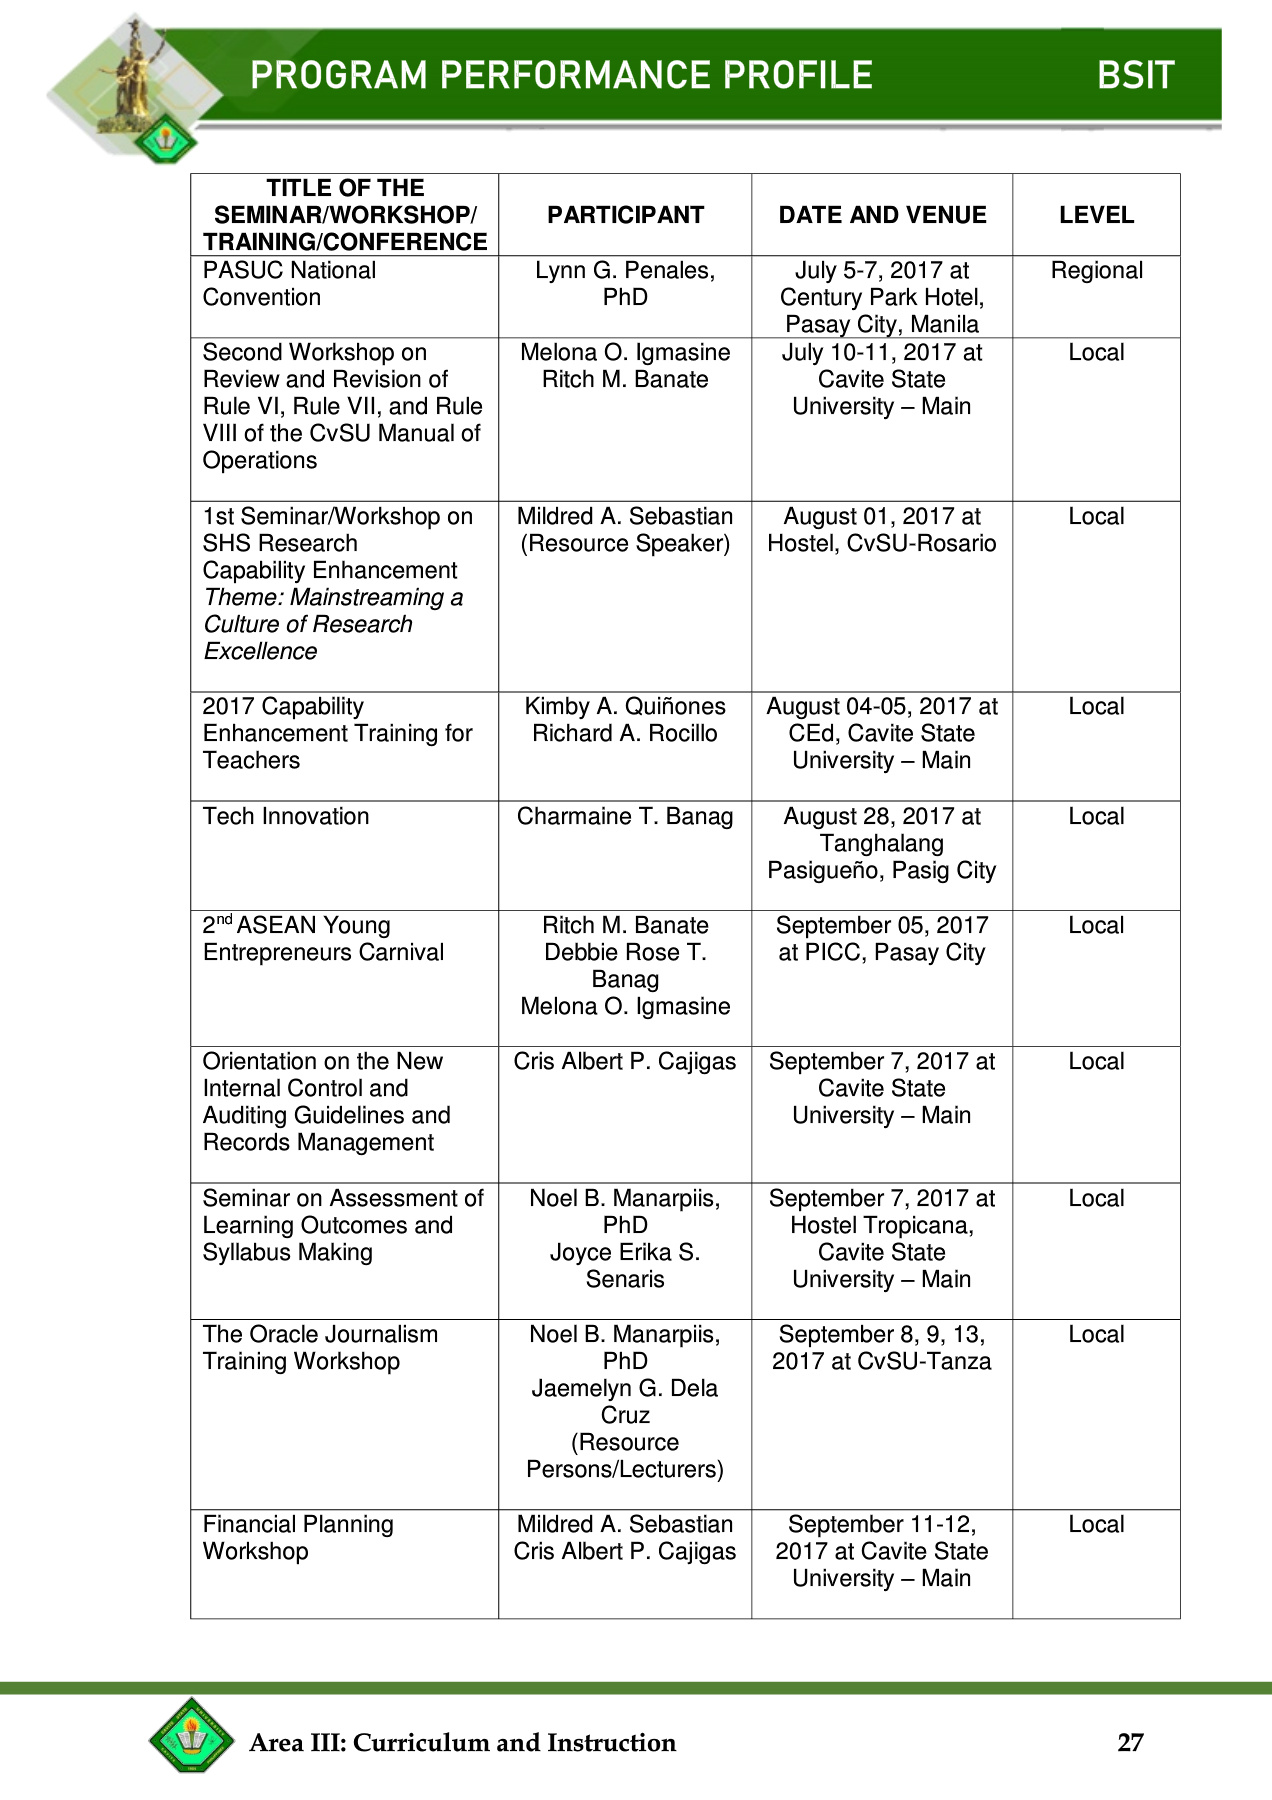 PROGRAM PERFORMANCE PROFILE BSIT
TITLE OF THE
SEMINAR/WORKSHOP/
TRAINING/CONFERENCE
PARTICIPANT
DATE AND VENUE
LEVEL
PASUC National
Convention
Lynn G. Penales,
PhD
July 5-7, 2017 at
Century Park Hotel,
Pasay City, Manila
Regional
Second Workshop on
Review and Revision of
Rule VI, Rule VII, and Rule
VIII of the CvSU Manual of
Operations
Melona O. Igmasine
Ritch M. Banate
July 10-11, 2017 at
Cavite State
University – Main
Local
1st Seminar/Workshop on
SHS Research
Capability Enhancement
Theme: Mainstreaming a
Culture of Research
Excellence
Mildred A. Sebastian
(Resource Speaker)
August 01, 2017 at
Hostel, CvSU-Rosario
Local
2017 Capability
Enhancement Training for
Teachers
Kimby A. Quiñones
Richard A. Rocillo
August 04-05, 2017 at
CEd, Cavite State
University – Main
Local
Tech Innovation
Charmaine T. Banag
August 28, 2017 at
Tanghalang
Pasigueño, Pasig City
Local
2nd ASEAN Young
Entrepreneurs Carnival
Ritch M. Banate
Debbie Rose T.
Banag
Melona O. Igmasine
September 05, 2017
at PICC, Pasay City
Local
Orientation on the New
Internal Control and
Auditing Guidelines and
Records Management
Cris Albert P. Cajigas
September 7, 2017 at
Cavite State
University – Main
Local
Seminar on Assessment of
Learning Outcomes and
Syllabus Making
Noel B. Manarpiis,
PhD
Joyce Erika S.
Senaris
September 7, 2017 at
Hostel Tropicana,
Cavite State
University – Main
Local
The Oracle Journalism
Training Workshop
Noel B. Manarpiis,
PhD
Jaemelyn G. Dela
Cruz
(Resource
Persons/Lecturers)
September 8, 9, 13,
2017 at CvSU-Tanza
Local
Financial Planning
Workshop
Mildred A. Sebastian
Cris Albert P. Cajigas
September 11-12,
2017 at Cavite State
University – Main
Local
Area III: Curriculum and Instruction 27